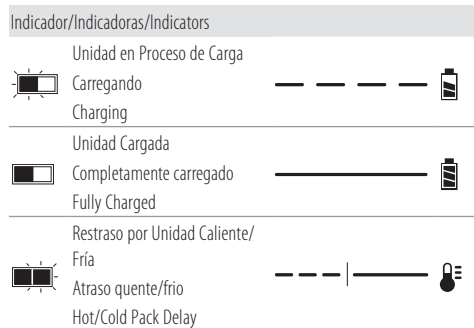 Indicador/Indicadoras/Indicators
Unidad en Proceso de Carga
Carregando
Charging
Unidad Cargada
Completamente carregado
Fully Charged
Restraso por Unidad Caliente/
Fría
Atraso quente/frio
Hot/Cold Pack Delay